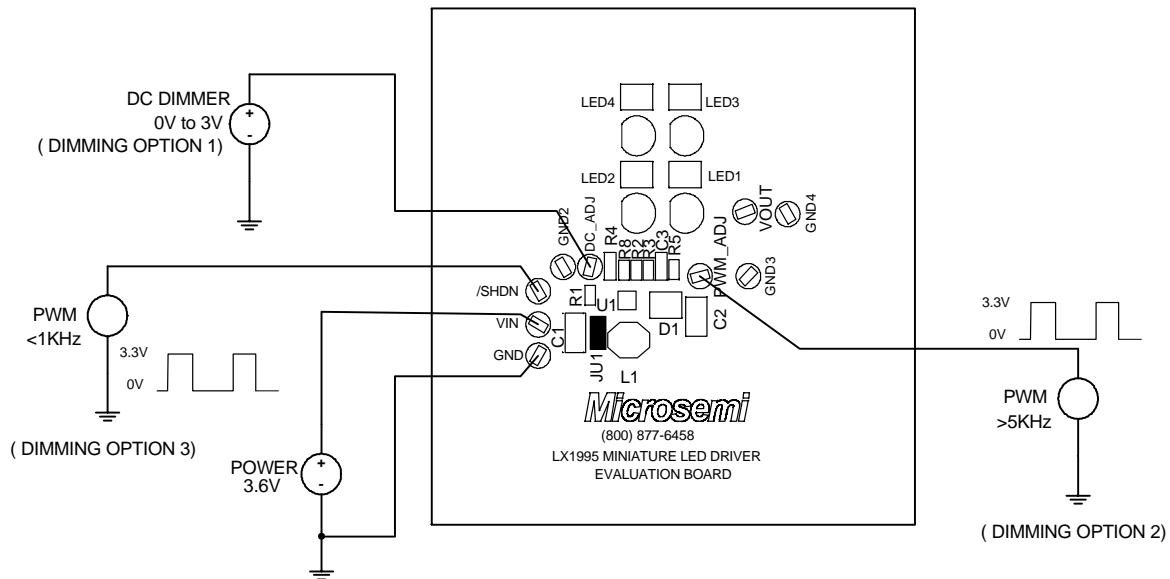 DC DIMMER
0V to 3V
( DIMMING OPTION 1)
+
-
LED4
LED3
LED2
LED1
VOUT
GND4
GND2
DC_ADJ
R4
R8
R2
R3
C3
R5
PWM_ADJ
GND3
/SHDN
VIN
GND
R1
U1
C1
JU1
L1
D1
C2
PWM
<1KHz
3.3V
0V
( DIMMING OPTION 3)
POWER
3.6V
+
-
Microsemi
(800) 877-6458
LX1995 MINIATURE LED DRIVER
EVALUATION BOARD
3.3V
0V
PWM
>5KHz
( DIMMING OPTION 2)